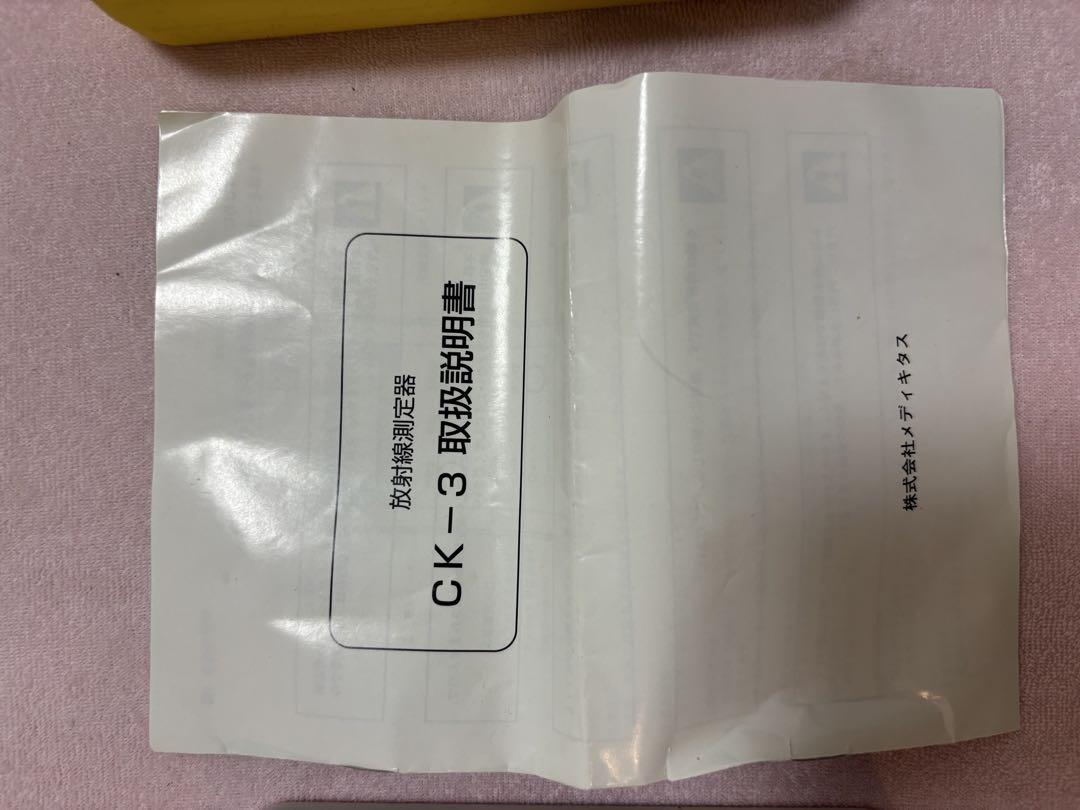 放射線測定器
CK－3 取扱説明書
株式会社メディキタス